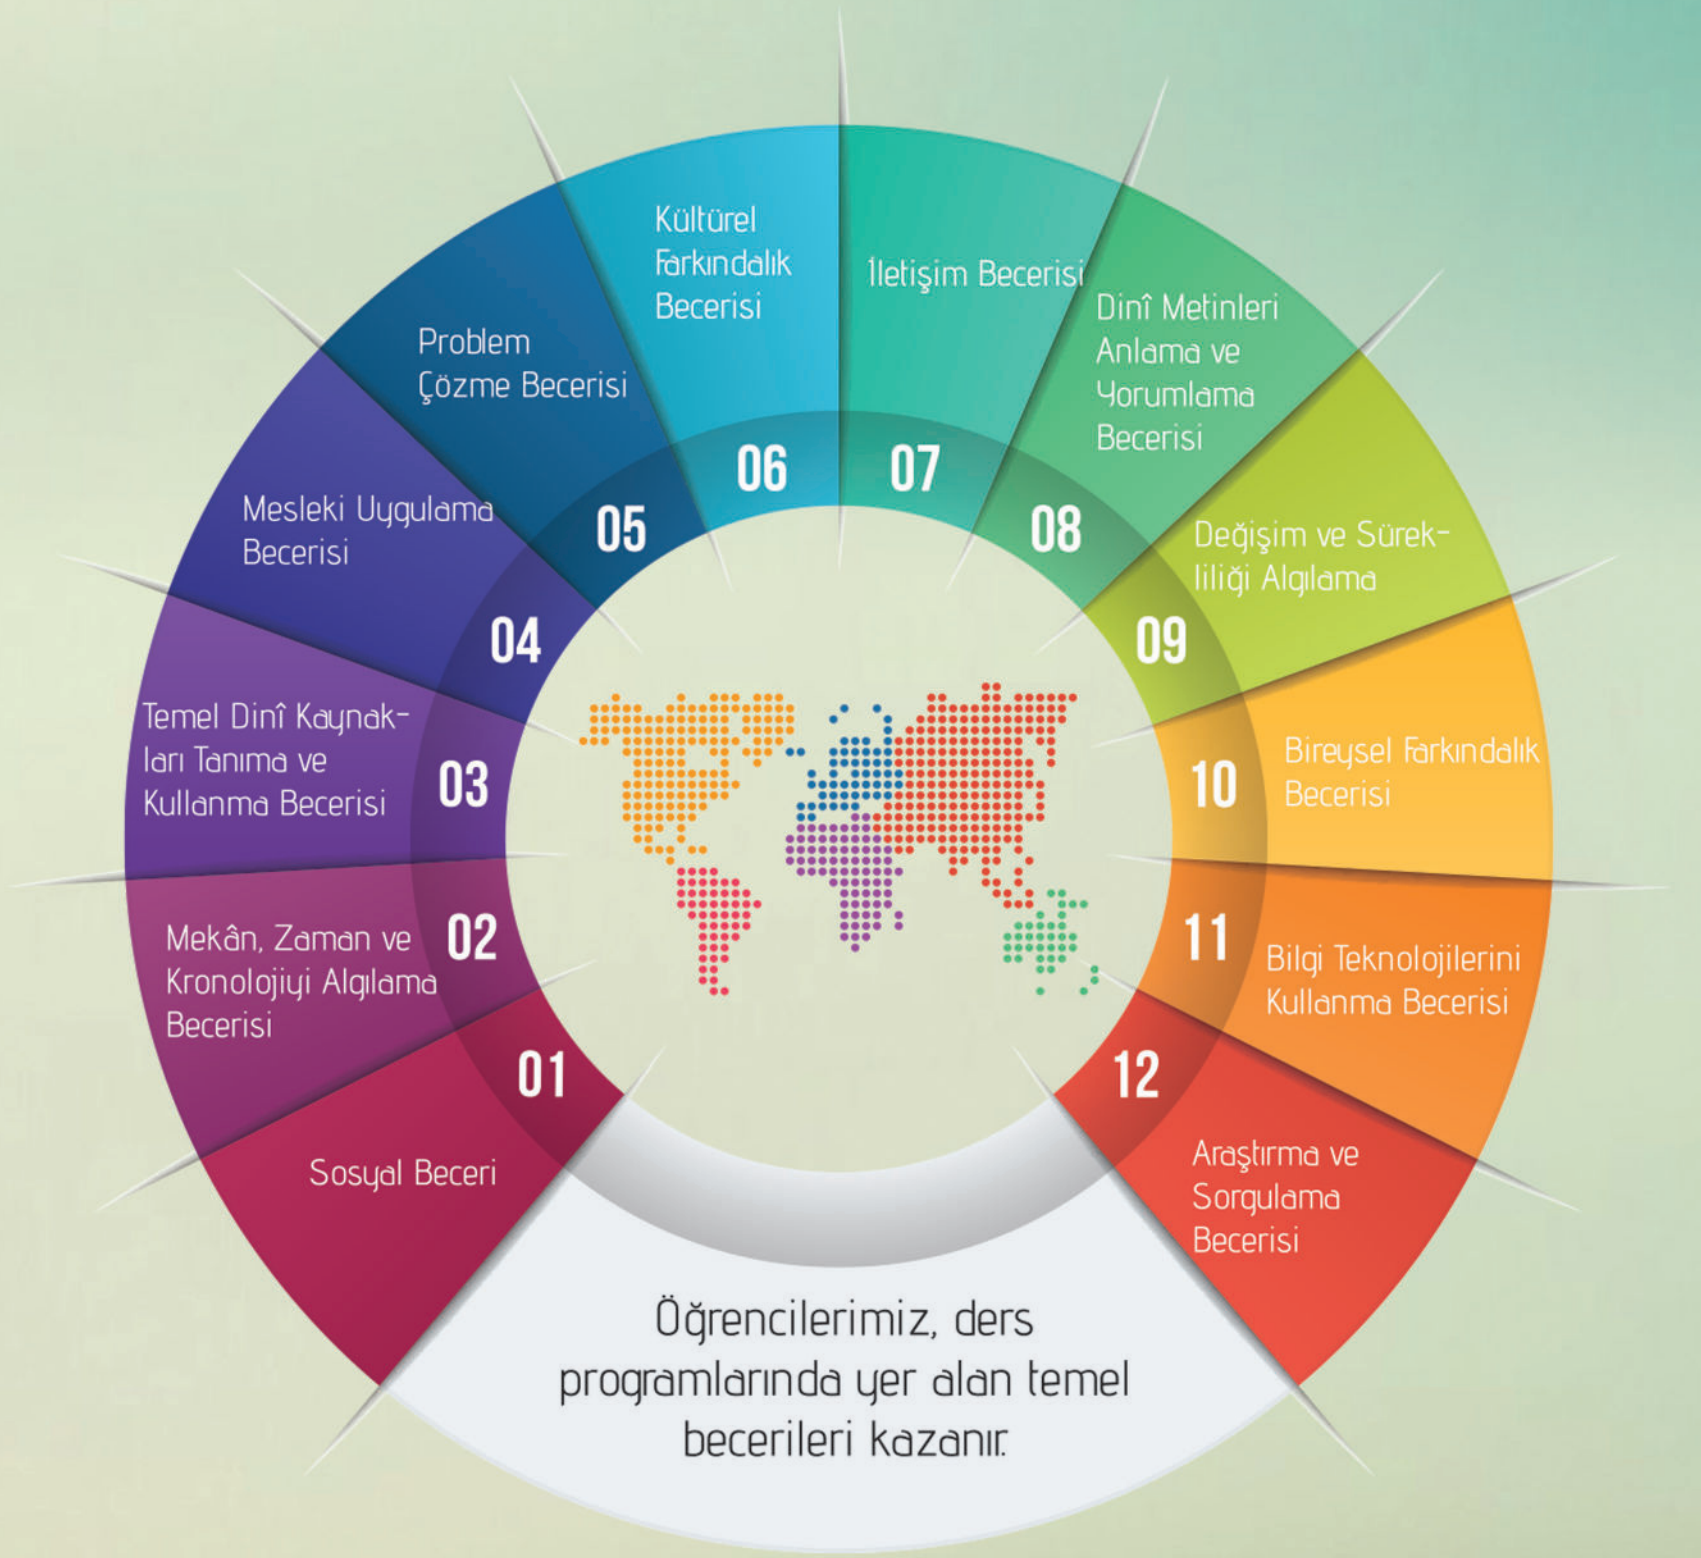 01
Sosyal Beceri
02
Mekân, Zaman ve
Kronolojiyi Algılama
Becerisi
03
Temel Dinî Kaynak-
ları Tanıma ve
Kullanma Becerisi
04
Mesleki Uygulama
Becerisi
05
Problem
Çözme Becerisi
06
Kültürel
Farkındalık
Becerisi
07
İletişim Becerisi
08
Dinî Metinleri
Anlama ve
Yorumlama
Becerisi
09
Değişim ve Sürek-
liliği Algılama
10
Bireysel Farkındalık
Becerisi
11
Bilgi Teknolojilerini
Kullanma Becerisi
12
Araştırma ve
Sorgulama
Becerisi
Öğrencilerimiz, ders
programlarında yer alan temel
becerileri kazanır.